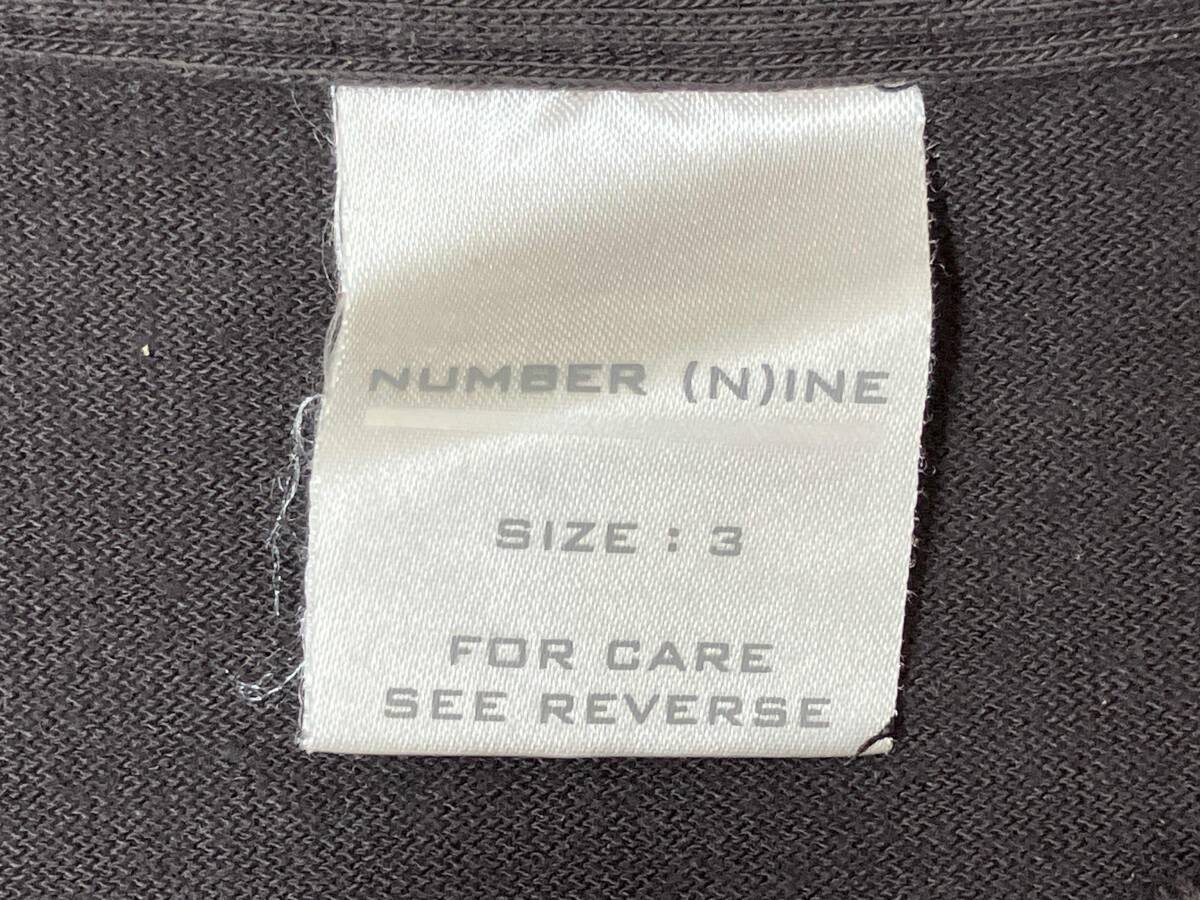 NUMBER (N)INE
SIZE : 3
FOR CARE
SEE REVERSE